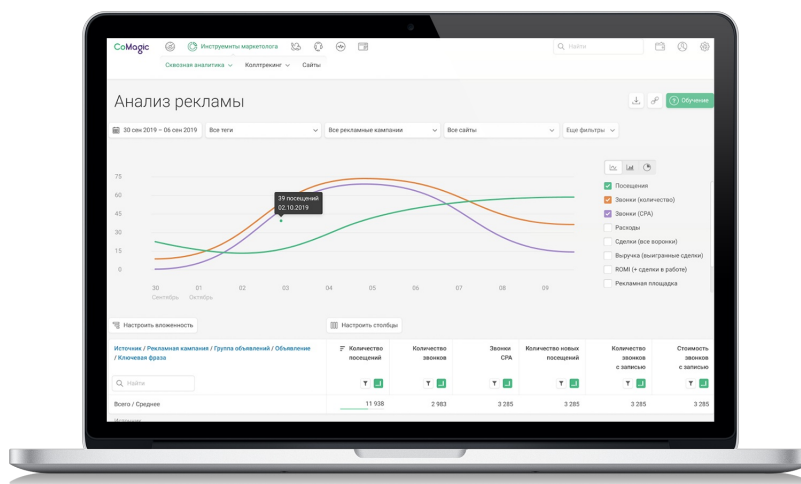 CoMagic
Инструемнты маркетолога
Найти
Сквозная аналитика
Коллтрекинг
Сайты
Анализ рекламы
Обучение
30 сен 2019 – 06 сен 2019
Все теги
Все рекламные кампании
Все сайты
Еще фильтры
75
60
45
30
15
0
39 посещений
02.10.2019
30 01 02 03 04 05 06 07 08 09
Сентябрь Октябрь
Посещения
Звонки (количество)
Звонки (CPA)
Расходы
Сделки (все воронки)
Выручка (выигранные сделки)
ROMI (+ сделки в работе)
Рекламная площадка
Настроить вложенность
Настроить столбцы
Источник / Рекламная кампания / Группа объявлений / Объявление
/ Ключевая фраза
Количество
посещений
Количество
звонков
Звонки
CPA
Количество новых
посещений
Количество
звонков
с записью
Стоимость
звонков
с записью
Найти
Всего / Среднее
11 938
2 983
3 285
3 285
3 285
3 285